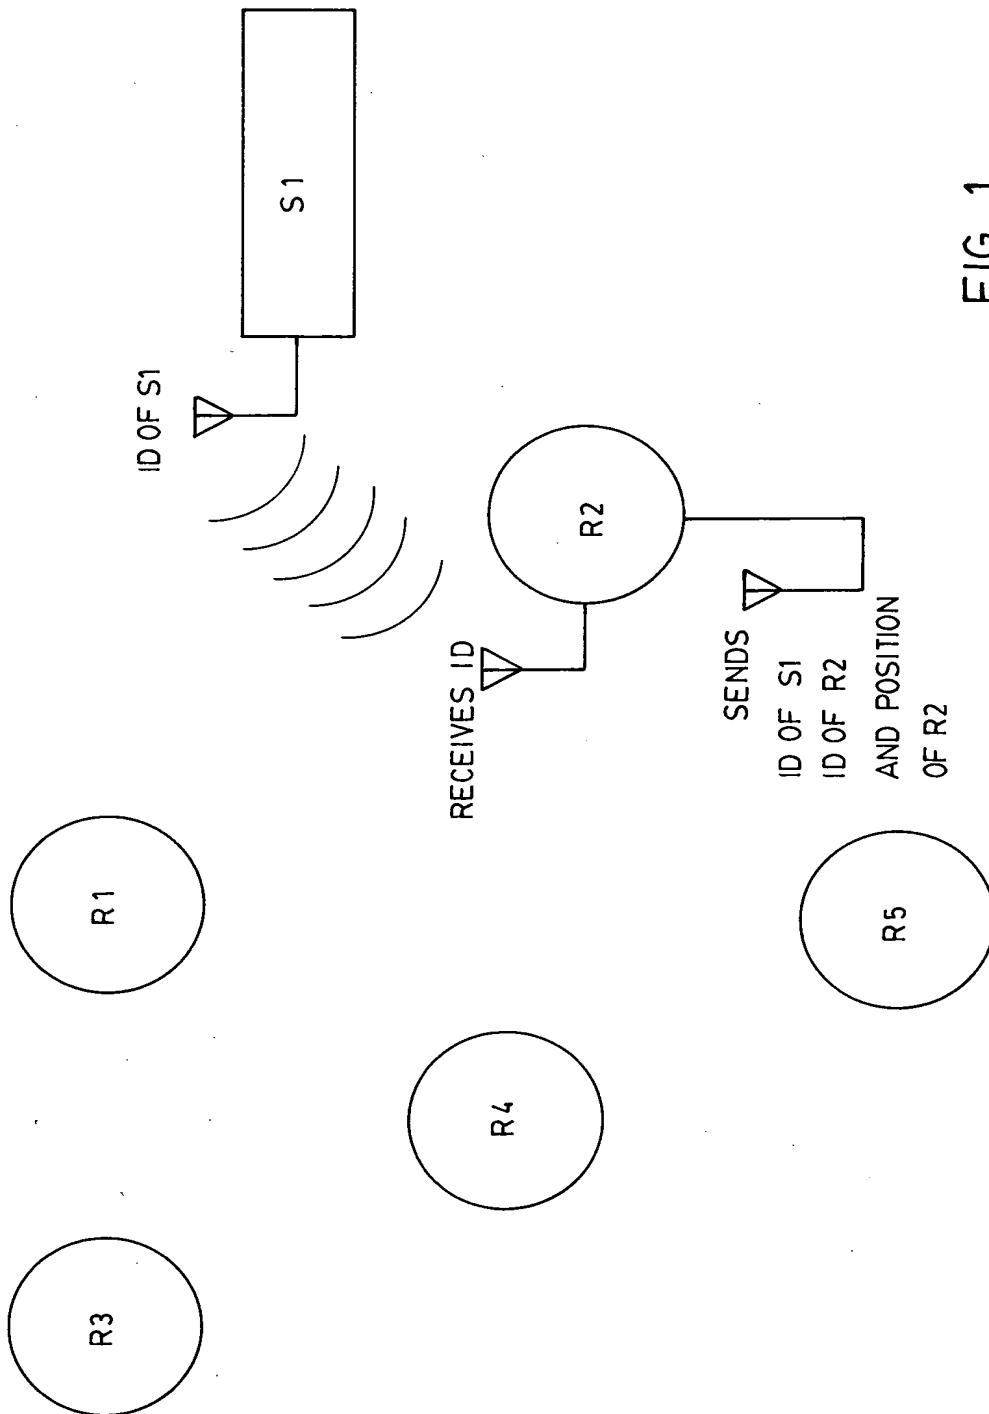 R3
R1
R4
R5
ID OF S1
S1
RECEIVES ID
R2
SENDS
ID OF S1
ID OF R2
AND POSITION
OF R2
FIG. 1